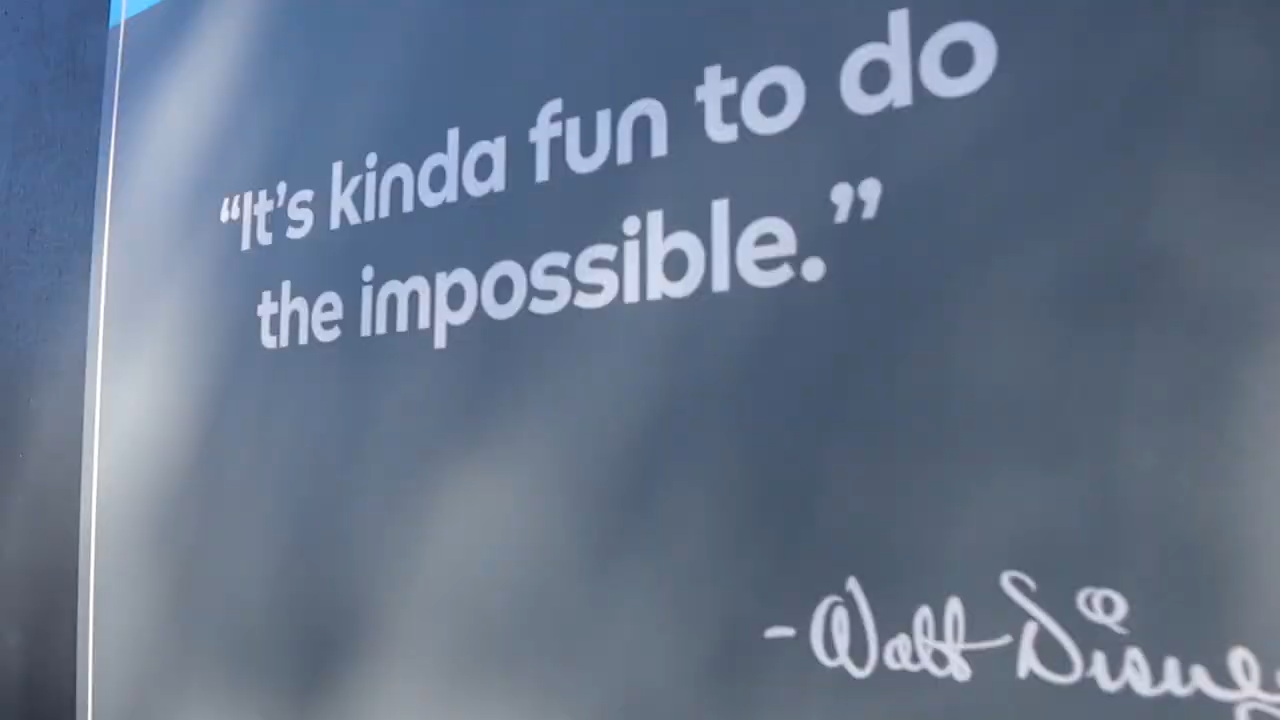 “It’s kinda fun to do
the impossible.”
-Walt Disney